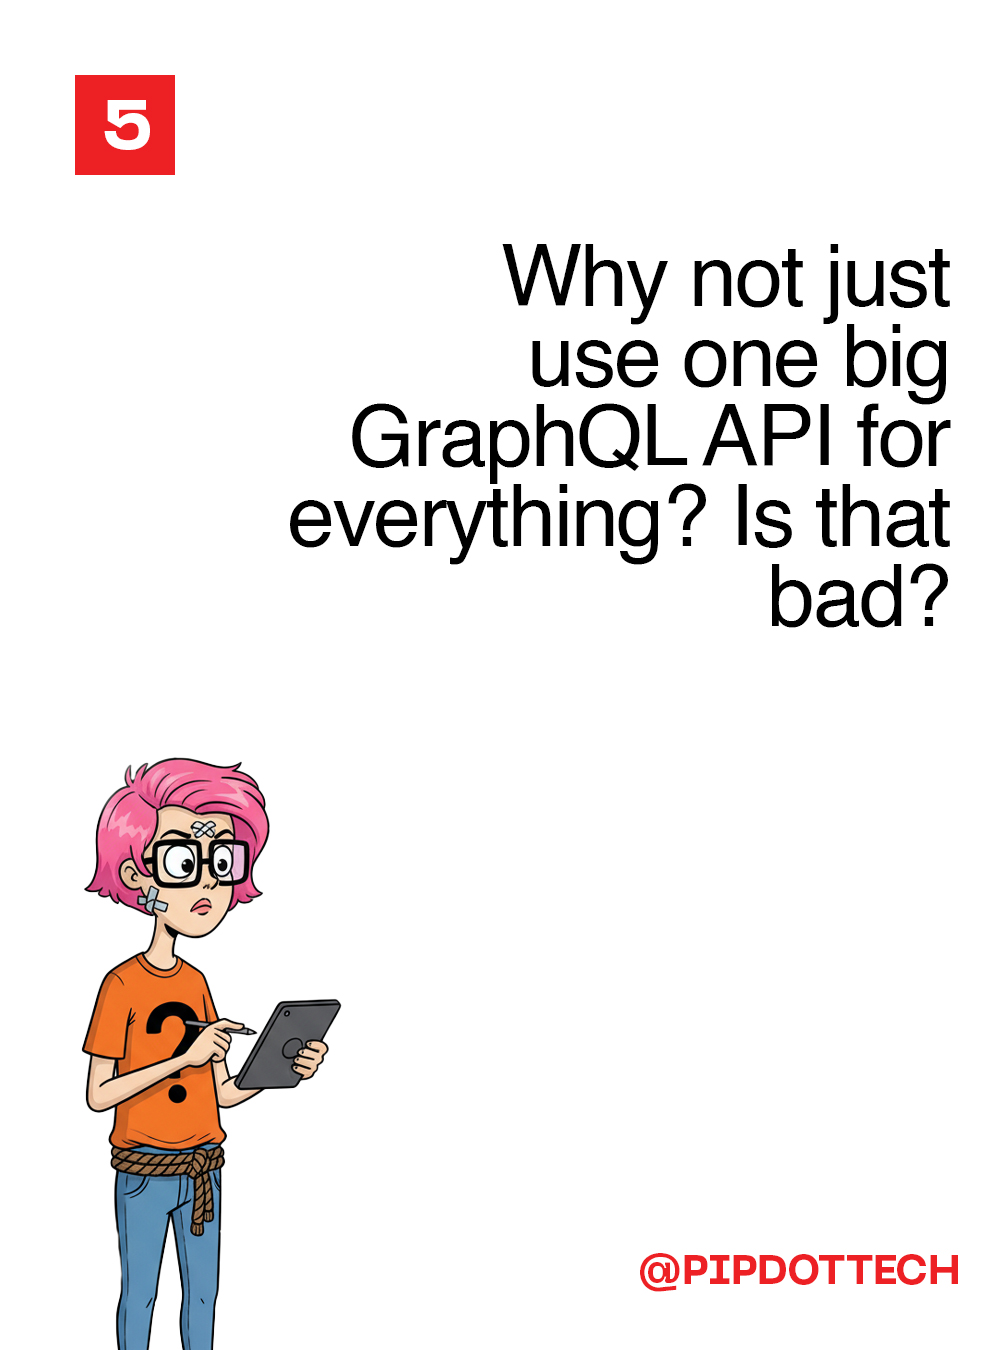 5
Why not just
use one big
GraphQL API for
everything? Is that
bad?
?
@PIPDOTTECH